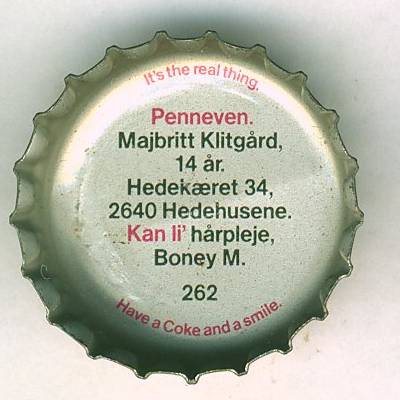 It's the real thing.
Penneven.
Majbritt Klitgård,
14 år.
Hedekæret 34,
2640 Hedehusene.
Kan li' hårpleje,
Boney M.
262
Have a Coke and a smile.